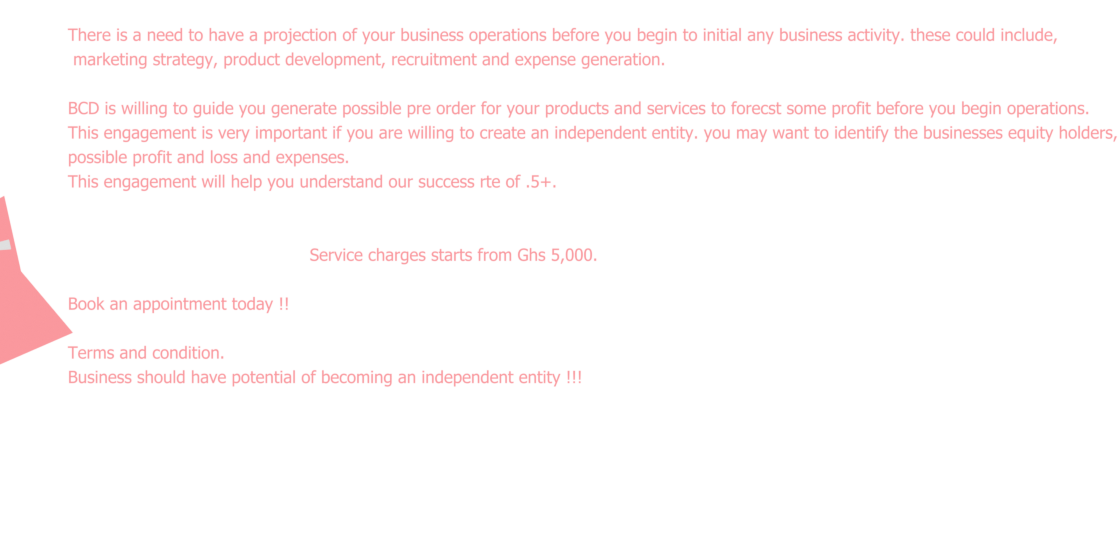 There is a need to have a projection of your business operations before you begin to initial any business activity. these could include,
marketing strategy, product development, recruitment and expense generation.
BCD is willing to guide you generate possible pre order for your products and services to forecst some profit before you begin operations.
This engagement is very important if you are willing to create an independent entity. you may want to identify the businesses equity holders,
possible profit and loss and expenses.
This engagement will help you understand our success rte of .5+.
Service charges starts from Ghs 5,000.
Book an appointment today !!
Terms and condition.
Business should have potential of becoming an independent entity !!!